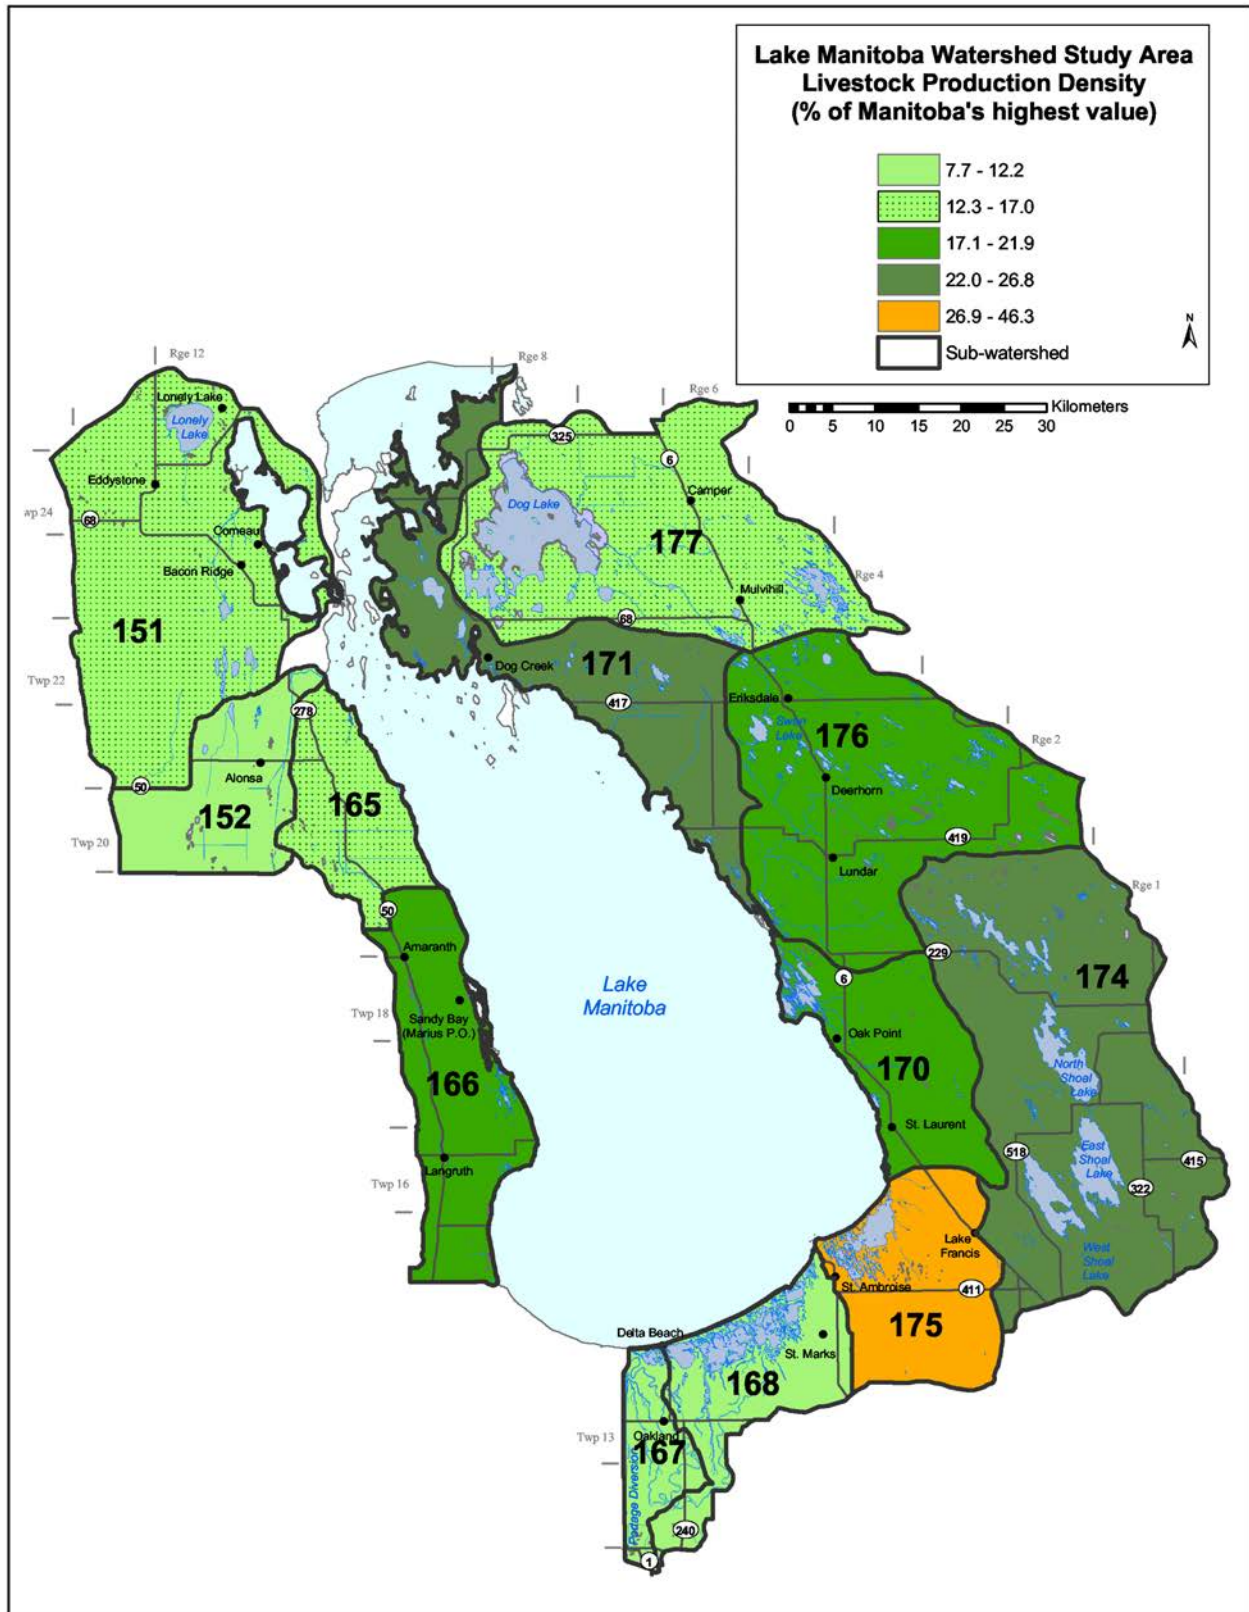 Lake Manitoba Watershed Study Area
Livestock Production Density
(% of Manitoba's highest value)
7.7 - 12.2
12.3 - 17.0
17.1 - 21.9
22.0 - 26.8
26.9 - 46.3
Sub-watershed
N
Kilometers
0 5 10 15 20 25 30
Rge 12
Rge 8
Rge 6
Lonely Lake
Lonely
Lake
325
6
Eddystone
Camper
Dog Lake
Twp 24
68
Comeau
177
Bacon Ridge
Rge 4
Mulvihill
151
68
Dog Creek
171
Twp 22
278
417
Eriksdale
Swan
Lake
176
Rge 2
Alonsa
Deerhorn
50
152
165
Twp 20
419
Lundar
Rge 1
50
Amaranth
229
174
6
Lake
Manitoba
Twp 18
Sandy Bay
(Marius P.O.)
Oak Point
166
170
North
Shoal
Lake
St. Laurent
518
East
Shoal
Lake
415
Langruth
Twp 16
322
Lake
Francis
West
Shoal
Lake
St. Ambroise
411
175
Delta Beach
St. Marks
168
Twp 13
Oakland
167
Portage Diversion
240
1